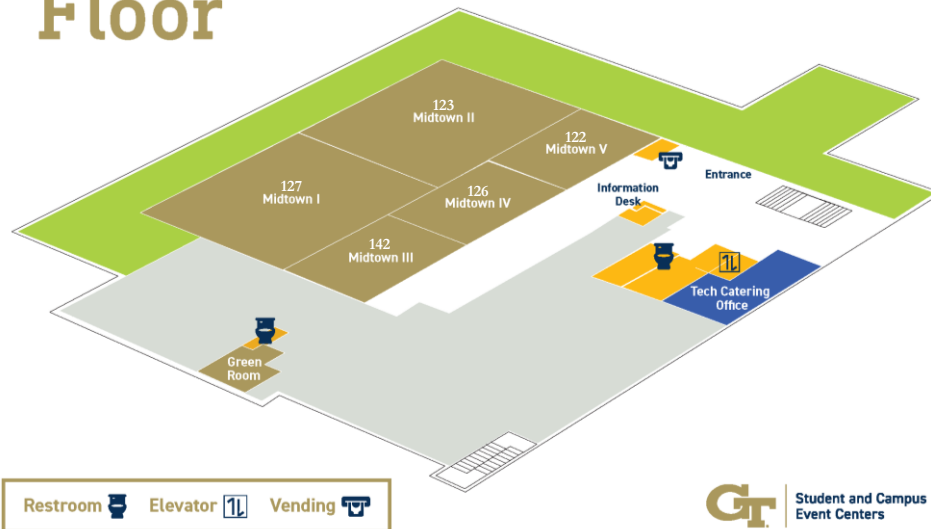 Floor
123
Midtown II
122
Midtown V
127
Midtown I
126
Midtown IV
142
Midtown III
Information
Desk
Entrance
Tech Catering
Office
Green
Room
Restroom
Elevator
Vending
GT
Student and Campus
Event Centers